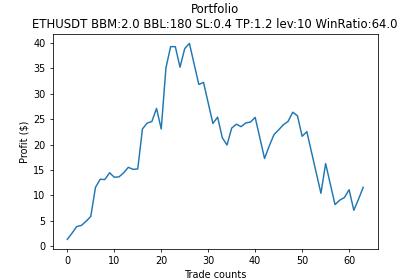 Portfolio
ETHUSDT BBM:2.0 BBL:180 SL:0.4 TP:1.2 lev:10 WinRatio:64.0
40
35
30
25
20
15
10
5
0
Profit ($)
0 10 20 30 40 50 60
Trade counts